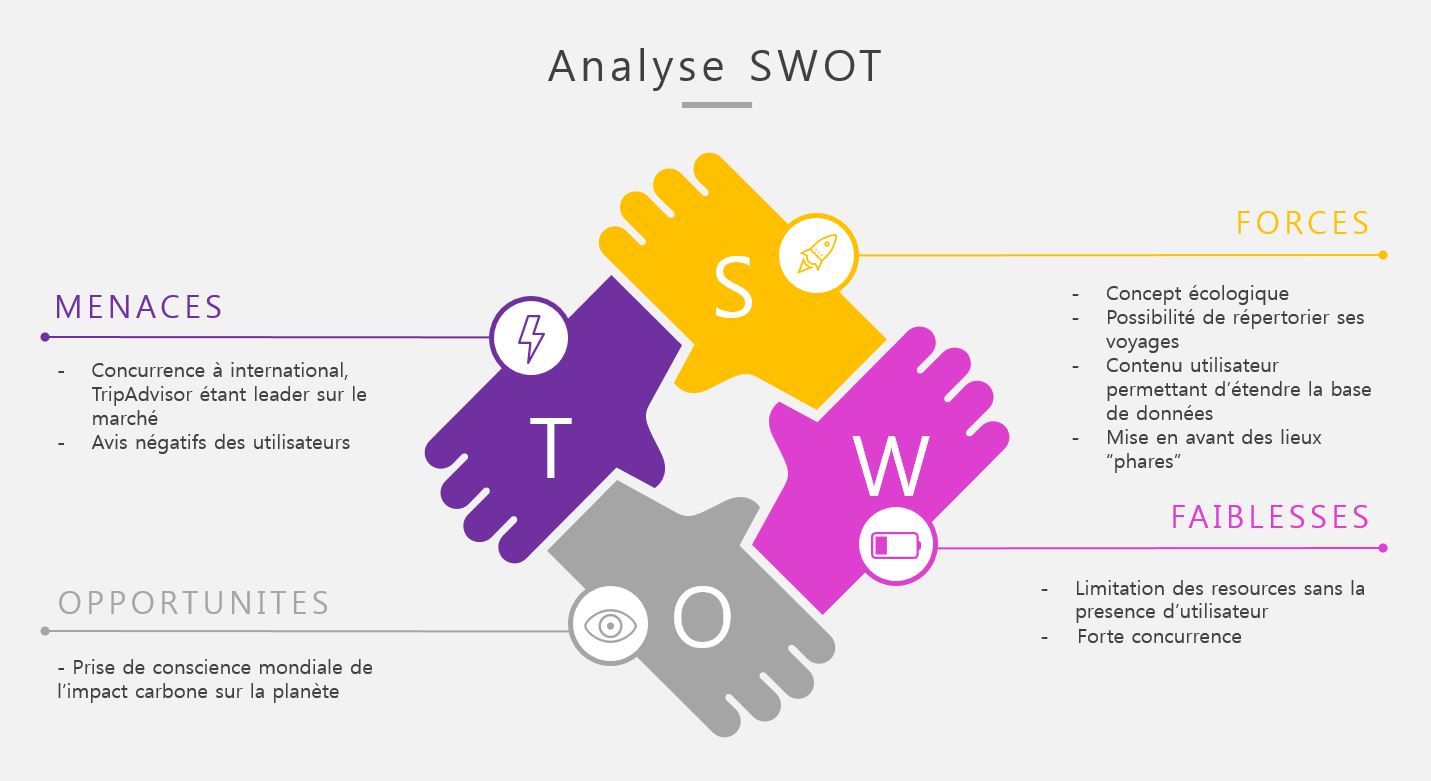 Analyse SWOT
FORCES
- Concept écologique
- Possibilité de répertorier ses
voyages
- Contenu utilisateur
permettant d’étendre la base
de données
- Mise en avant des lieux
“phares”
MENACES
- Concurrence à international,
TripAdvisor étant leader sur le
marché
- Avis négatifs des utilisateurs
S
T
W
O
FAIBLESSES
- Limitation des resources sans la
presence d’utilisateur
- Forte concurrence
OPPORTUNITES
- Prise de conscience mondiale de
l’impact carbone sur la planète